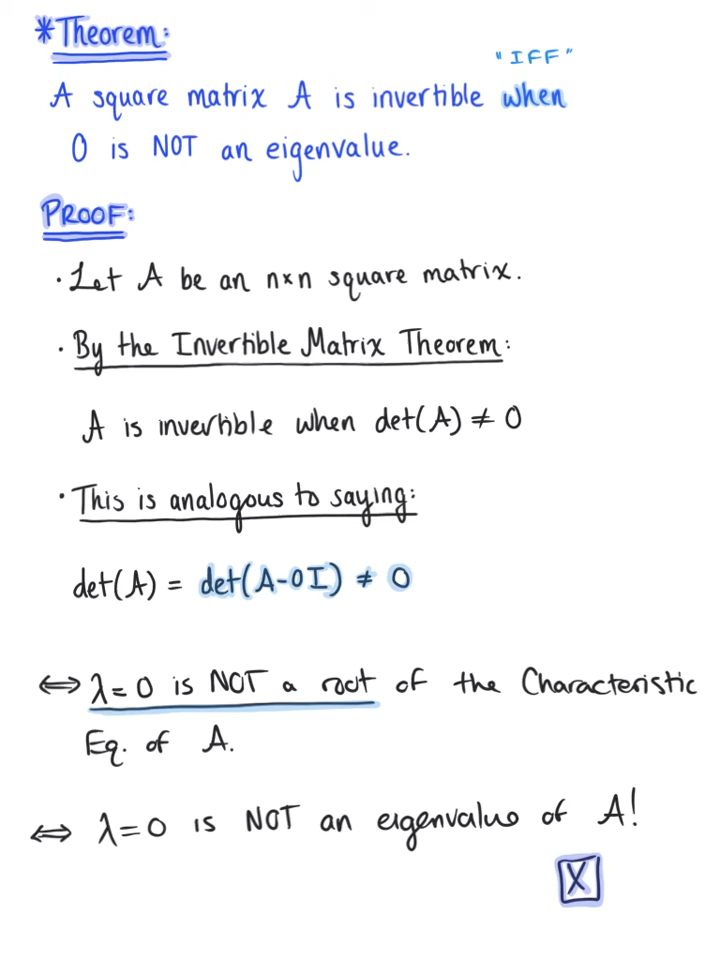 *Theorem:
"IFF"
A square matrix A is invertible when
0 is NOT an eigenvalue.
PROOF:
· Let A be an n×n square matrix.
· By the Invertible Matrix Theorem:
A is invertible when det(A) ≠ 0
· This is analogous to saying:
det(A) = det(A-0I) ≠ 0
⟺ λ=0 is NOT a root of the Characteristic
Eq. of A.
⟺ λ=0 is NOT an eigenvalue of A!
X